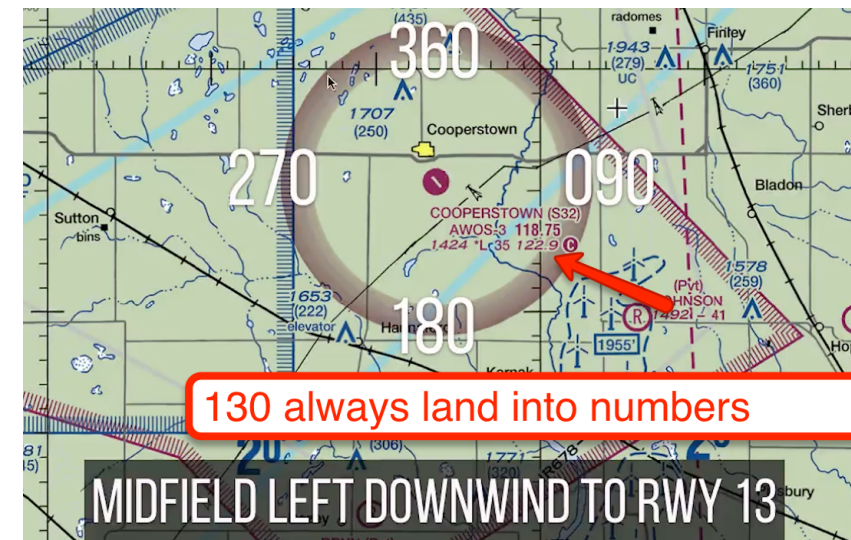 (435)
360
radomes
Finley
1943
(279)
UC
1751
(360)
1707
(250)
Cooperstown
270
090
Bladon
COOPERSTOWN (S32)
AWOS-3 118.75
1424 *L 35 122.9 C
Sutton
bins
1578
(259)
(Pvt)
HNSON
1492 - 41
R
1653
(222)
elevator
180
1955'
130 always land into numbers
(306)
1771
(320)
MIDFIELD LEFT DOWNWIND TO RWY 13